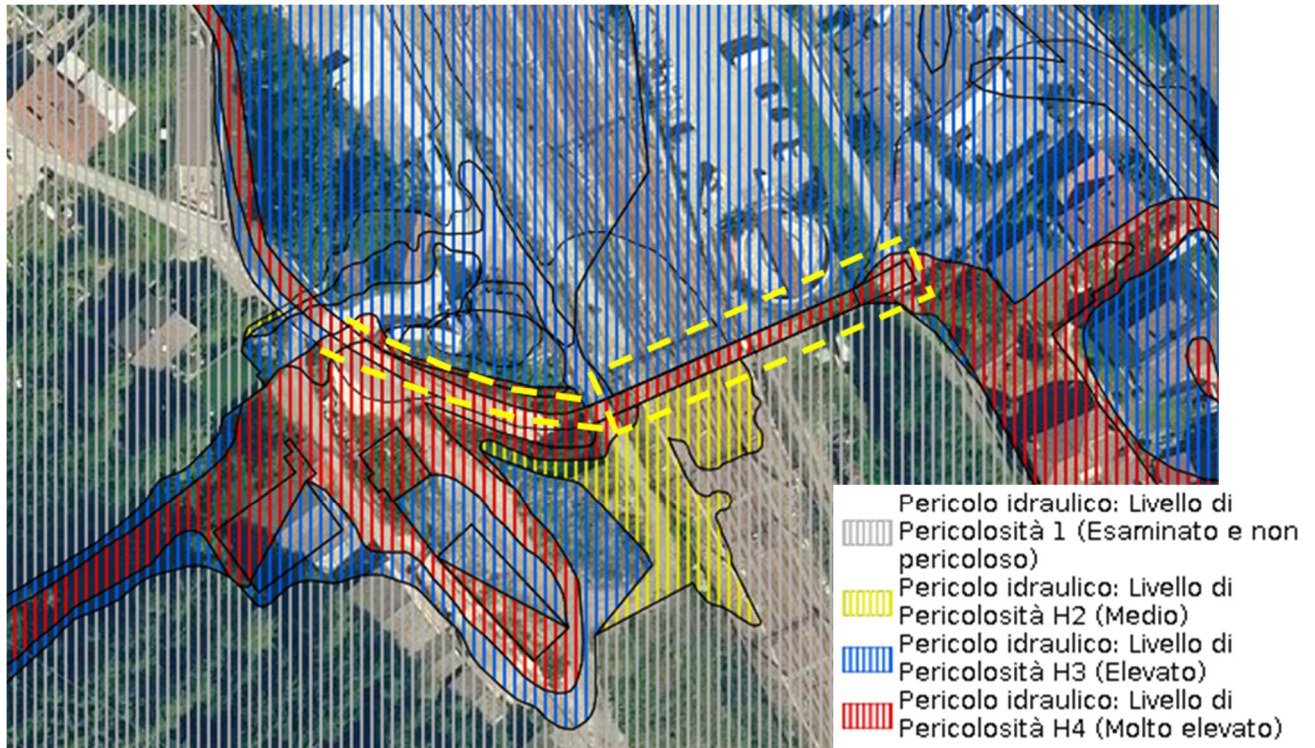 Pericolo idraulico: Livello di
Pericolosità 1 (Esaminato e non
pericoloso)
Pericolo idraulico: Livello di
Pericolosità H2 (Medio)
Pericolo idraulico: Livello di
Pericolosità H3 (Elevato)
Pericolo idraulico: Livello di
Pericolosità H4 (Molto elevato)